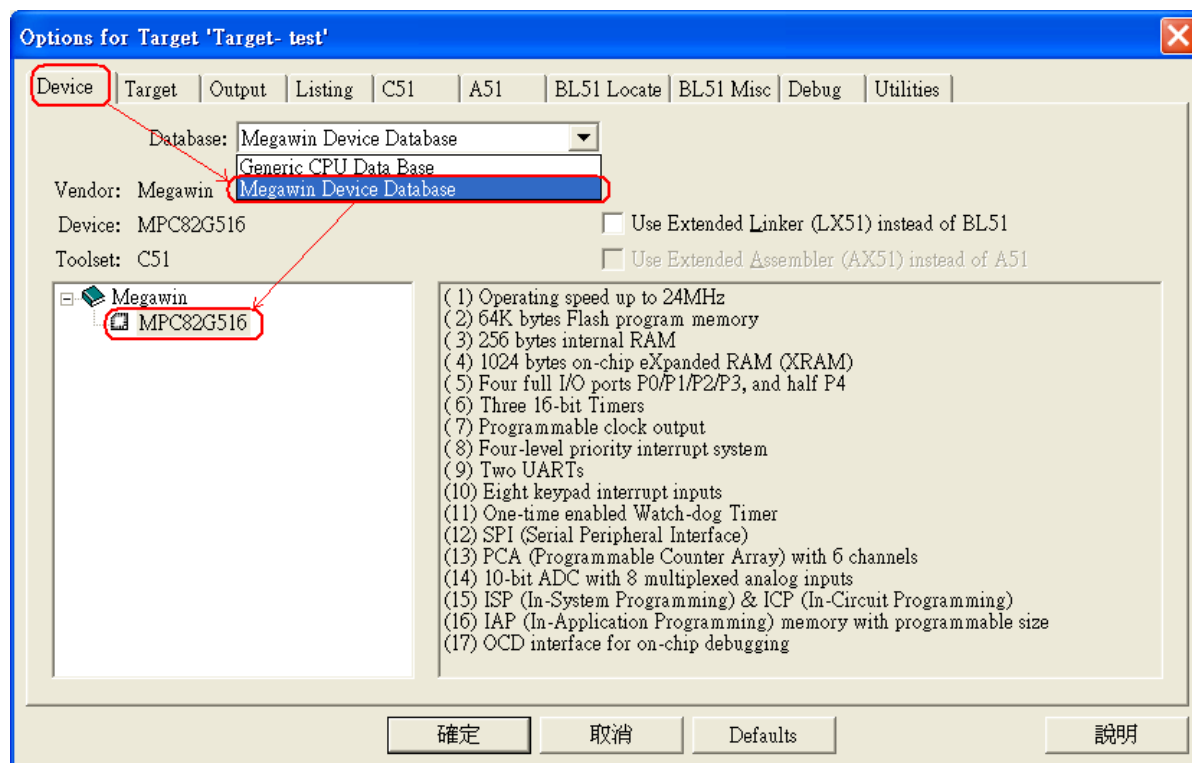 Options for Target 'Target- test'
Device Target Output Listing C51 A51 BL51 Locate BL51 Misc Debug Utilities
Database: Megawin Device Database
Generic CPU Data Base
Megawin Device Database
Vendor: Megawin
Device: MPC82G516
Use Extended Linker (LX51) instead of BL51
Toolset: C51
Use Extended Assembler (AX51) instead of A51
Megawin
MPC82G516
( 1) Operating speed up to 24MHz
( 2) 64K bytes Flash program memory
( 3) 256 bytes internal RAM
( 4) 1024 bytes on-chip eXpanded RAM (XRAM)
( 5) Four full I/O ports P0/P1/P2/P3, and half P4
( 6) Three 16-bit Timers
( 7) Programmable clock output
( 8) Four-level priority interrupt system
( 9) Two UARTs
(10) Eight keypad interrupt inputs
(11) One-time enabled Watch-dog Timer
(12) SPI (Serial Peripheral Interface)
(13) PCA (Programmable Counter Array) with 6 channels
(14) 10-bit ADC with 8 multiplexed analog inputs
(15) ISP (In-System Programming) & ICP (In-Circuit Programming)
(16) IAP (In-Application Programming) memory with programmable size
(17) OCD interface for on-chip debugging
確定 取消 Defaults 說明